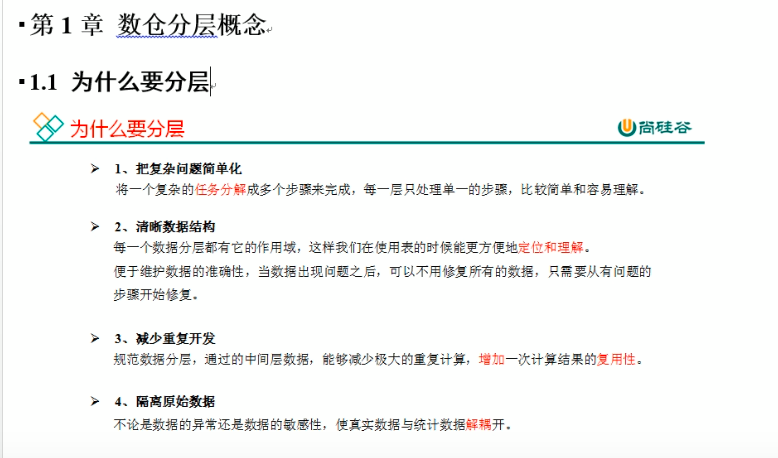 第 1 章 数仓分层概念
1.1 为什么要分层
为什么要分层
尚硅谷
1、把复杂问题简单化
将一个复杂的任务分解成多个步骤来完成，每一层只处理单一的步骤，比较简单和容易理解。
2、清晰数据结构
每一个数据分层都有它的作用域，这样我们在使用表的时候能更方便地定位和理解。
便于维护数据的准确性，当数据出现问题之后，可以不用修复所有的数据，只需要从有问题的
步骤开始修复。
3、减少重复开发
规范数据分层，通过的中间层数据，能够减少极大的重复计算，增加一次计算结果的复用性。
4、隔离原始数据
不论是数据的异常还是数据的敏感性，使真实数据与统计数据解耦开。